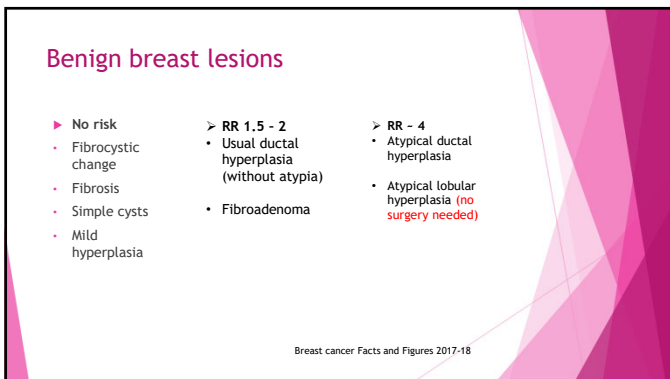 Benign breast lesions
▶ No risk
• Fibrocystic
change
• Fibrosis
• Simple cysts
• Mild
hyperplasia
➢ RR 1.5 - 2
• Usual ductal
hyperplasia
(without atypia)
• Fibroadenoma
➢ RR ~ 4
• Atypical ductal
hyperplasia
• Atypical lobular
hyperplasia (no
surgery needed)
Breast cancer Facts and Figures 2017-18